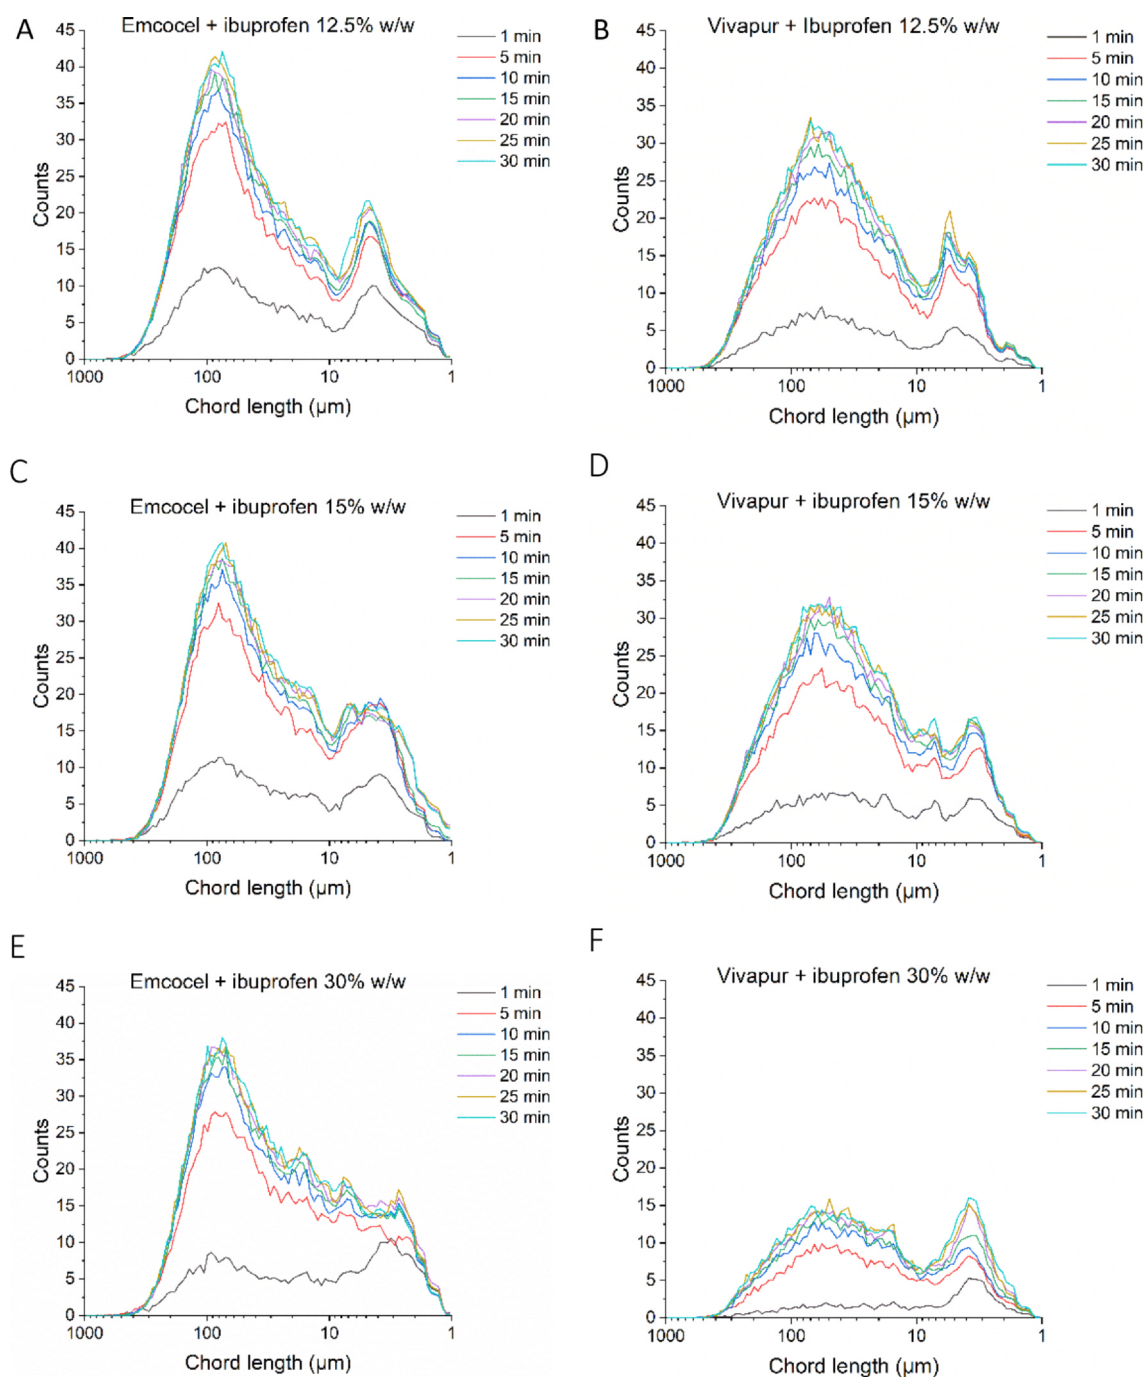 A
Emcocel + ibuprofen 12.5% w/w
45
40
35
30
25
20
15
10
5
0
Counts
1000
100
10
1
Chord length (µm)
1 min
5 min
10 min
15 min
20 min
25 min
30 min
B
Vivapur + Ibuprofen 12.5% w/w
45
40
35
30
25
20
15
10
5
0
Counts
1000
100
10
1
Chord length (µm)
1 min
5 min
10 min
15 min
20 min
25 min
30 min
C
Emcocel + ibuprofen 15% w/w
45
40
35
30
25
20
15
10
5
0
Counts
1000
100
10
1
Chord length (µm)
1 min
5 min
10 min
15 min
20 min
25 min
30 min
D
Vivapur + ibuprofen 15% w/w
45
40
35
30
25
20
15
10
5
0
Counts
1000
100
10
1
Chord length (µm)
1 min
5 min
10 min
15 min
20 min
25 min
30 min
E
Emcocel + ibuprofen 30% w/w
45
40
35
30
25
20
15
10
5
0
Counts
1000
100
10
1
Chord length (µm)
1 min
5 min
10 min
15 min
20 min
25 min
30 min
F
Vivapur + ibuprofen 30% w/w
45
40
35
30
25
20
15
10
5
0
Counts
1000
100
10
1
Chord length (µm)
1 min
5 min
10 min
15 min
20 min
25 min
30 min